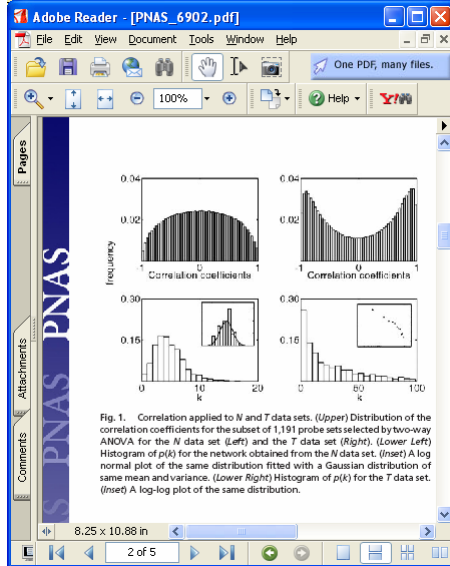 Adobe Reader - [PNAS_6902.pdf]
File Edit View Document Tools Window Help
One PDF, many files.
100% Help Y!
Pages
Attachments
Comments
PNAS PNAS PNAS
0.04 0.04
0.02 0.02
frequency
-1 0 1 -1 0 1
Correlation coefficients Correlation coefficients
0.30 0.30
0.15 0.15
0 10 20 0 50 100
k k
Fig. 1. Correlation applied to N and T data sets. (Upper) Distribution of the
correlation coefficients for the subset of 1,191 probe sets selected by two-way
ANOVA for the N data set (Left) and the T data set (Right). (Lower Left)
Histogram of p(k) for the network obtained from the N data set. (Inset) A log
normal plot of the same distribution fitted with a Gaussian distribution of
same mean and variance. (Lower Right) Histogram of p(k) for the T data set.
(Inset) A log-log plot of the same distribution.
8.25 x 10.88 in
2 of 5